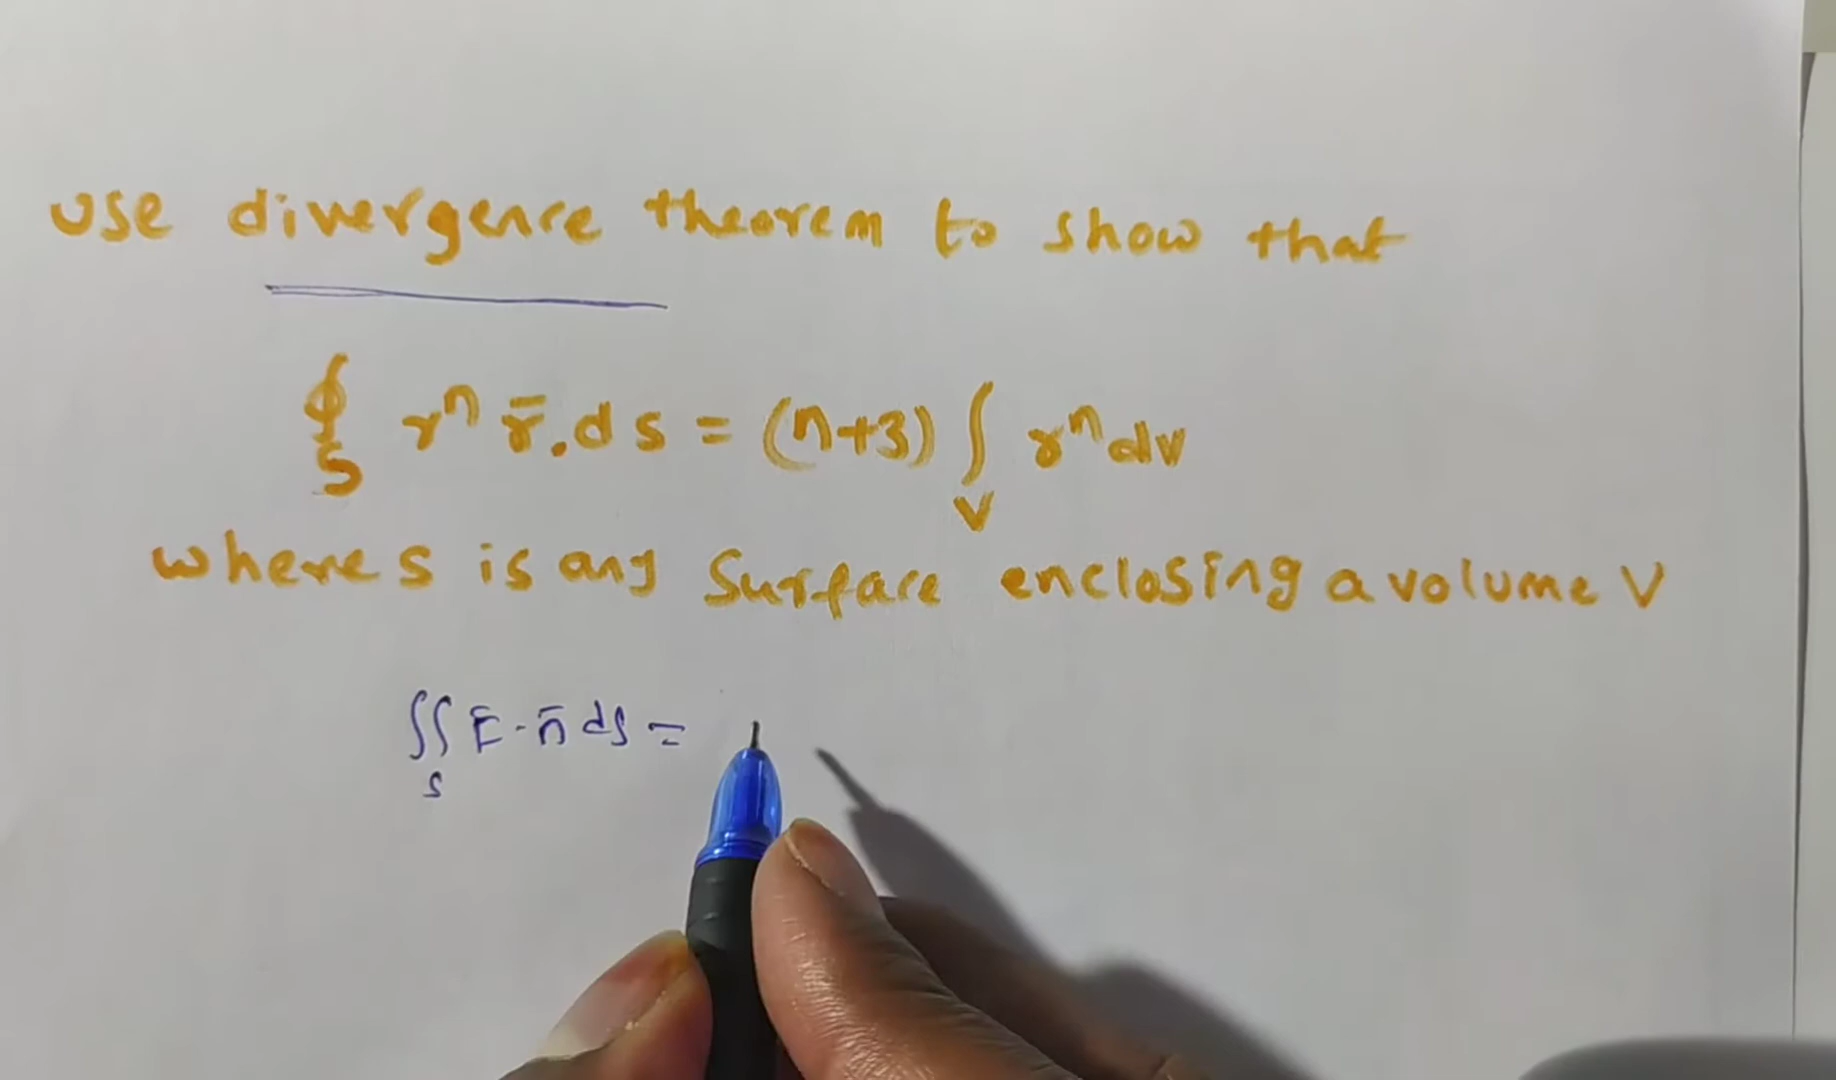 use divergence theorem to show that
∮ rⁿ r̄.ds = (n+3) ∫ rⁿ dv
S V
where s is any surface enclosing a volume V
∬ F̄ · n̄ ds =
s